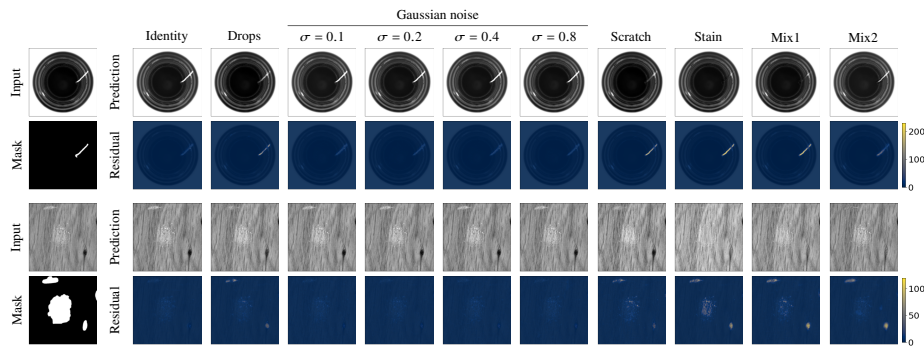 Gaussian noise
Identity Drops σ = 0.1 σ = 0.2 σ = 0.4 σ = 0.8 Scratch Stain Mix1 Mix2
Input Prediction
Mask Residual
200
100
0
Input Prediction
Mask Residual
100
50
0